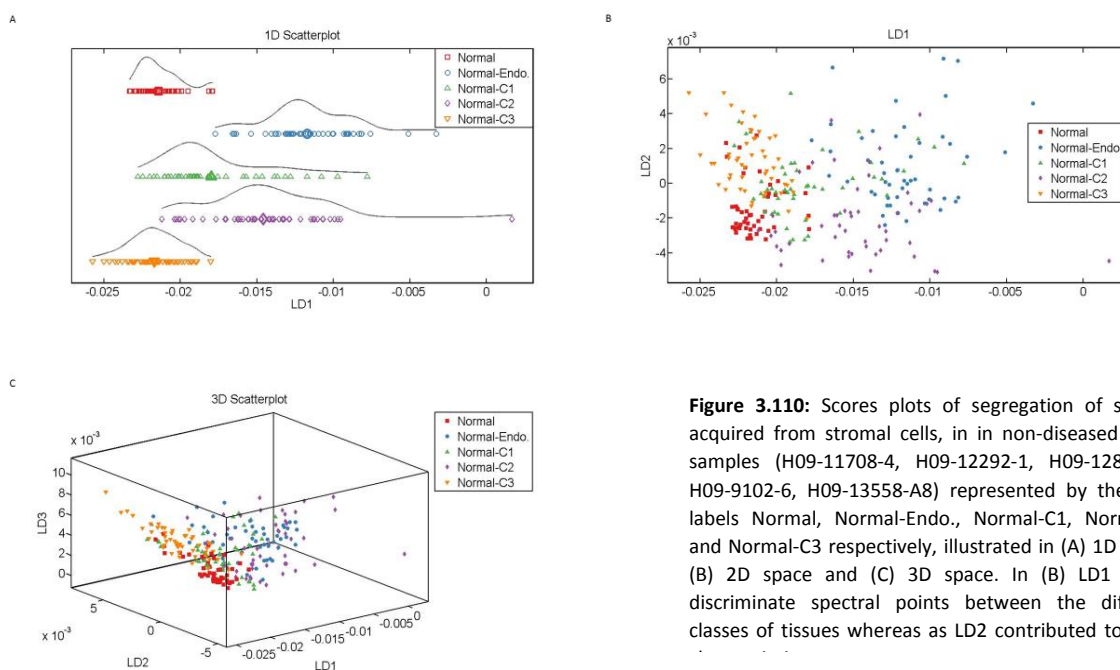 A
1D Scatterplot
Normal
Normal-Endo.
Normal-C1
Normal-C2
Normal-C3
-0.025 -0.02 -0.015 -0.01 -0.005 0
LD1
B
LD1
x 10⁻³
6
4
2
0
-2
-4
LD2
Normal
Normal-Endo
Normal-C1
Normal-C2
Normal-C3
-0.025 -0.02 -0.015 -0.01 -0.005 0
C
3D Scatterplot
x 10⁻³
10
8
6
4
2
0
LD3
Normal
Normal-Endo.
Normal-C1
Normal-C2
Normal-C3
5
0
-5
x 10⁻³
LD2
-0.025 -0.02 -0.015 -0.01 -0.005 0
LD1
Figure 3.110: Scores plots of segregation of s
acquired from stromal cells, in in non-diseased
samples (H09-11708-4, H09-12292-1, H09-128
H09-9102-6, H09-13558-A8) represented by the
labels Normal, Normal-Endo., Normal-C1, Nor
and Normal-C3 respectively, illustrated in (A) 1D
(B) 2D space and (C) 3D space. In (B) LD1
discriminate spectral points between the di
classes of tissues whereas as LD2 contributed to